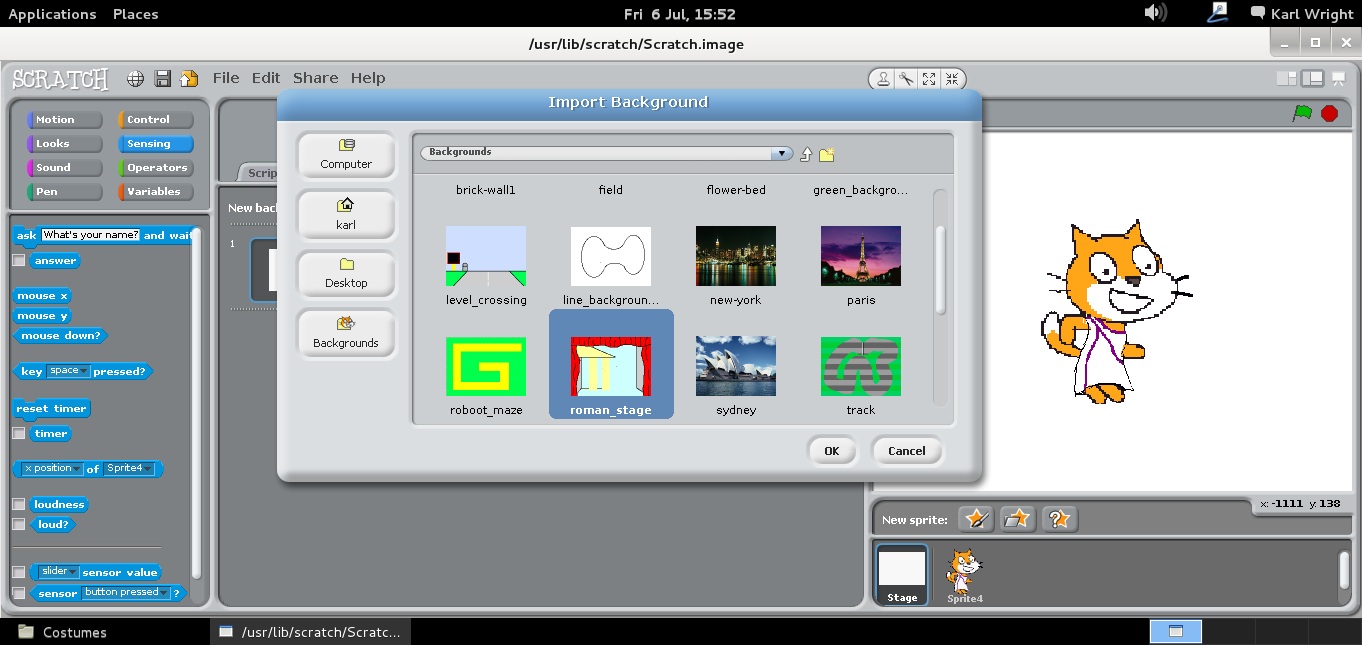 Applications Places Fri 6 Jul, 15:52 Karl Wright
/usr/lib/scratch/Scratch.image
SCRATCH File Edit Share Help
Import Background
Motion Control
Looks Sensing
Sound Operators
Pen Variables
Scrip
New bac
1
ask What's your name? and wait
answer
mouse x
mouse y
mouse down?
key space pressed?
reset timer
timer
x position of Sprite4
loudness
loud?
slider sensor value
sensor button pressed ?
Computer
karl
Desktop
Backgrounds
Backgrounds
brick-wall1 field flower-bed green_backgro...
level_crossing line_backgroun... new-york paris
roboot_maze roman_stage sydney track
OK Cancel
x: -1111 y: 138
New sprite:
Stage Sprite4
Costumes /usr/lib/scratch/Scratc...